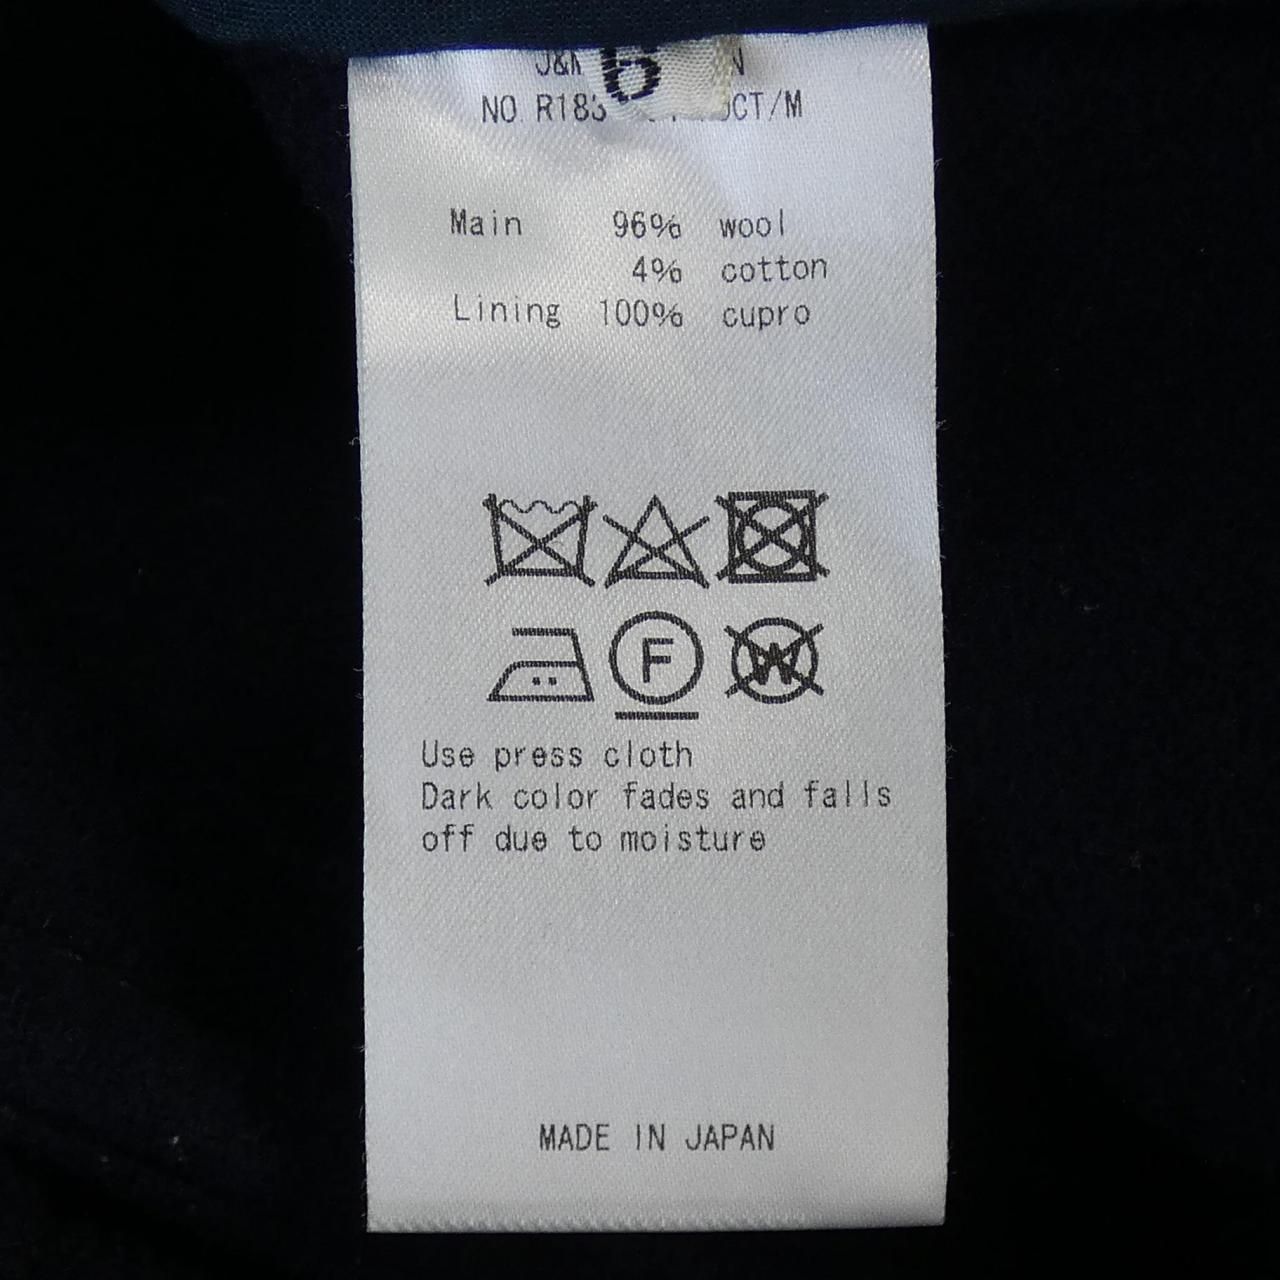 6
NO.
Main 96% wool
4% cotton
Lining 100% cupro
F W
Use press cloth
Dark color fades and falls
off due to moisture
MADE IN JAPAN